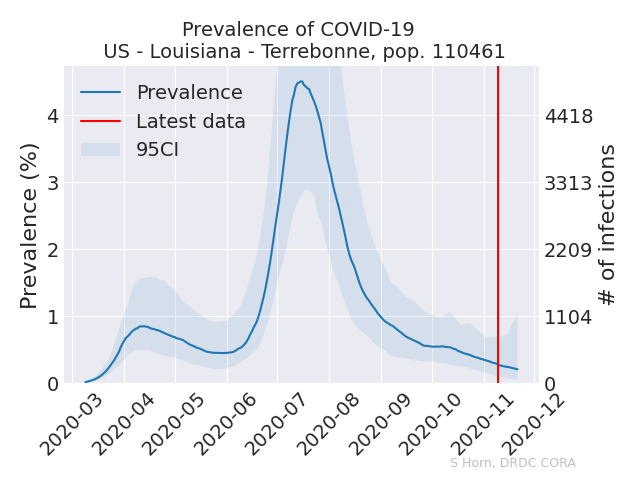 Prevalence of COVID-19
US - Louisiana - Terrebonne, pop. 110461
Prevalence
Latest data
95CI
Prevalence (%)
4
3
2
1
0
4418
3313
2209
1104
0
# of infections
2020-03
2020-04
2020-05
2020-06
2020-07
2020-08
2020-09
2020-10
2020-11
2020-12
S Horn, DRDC CORA